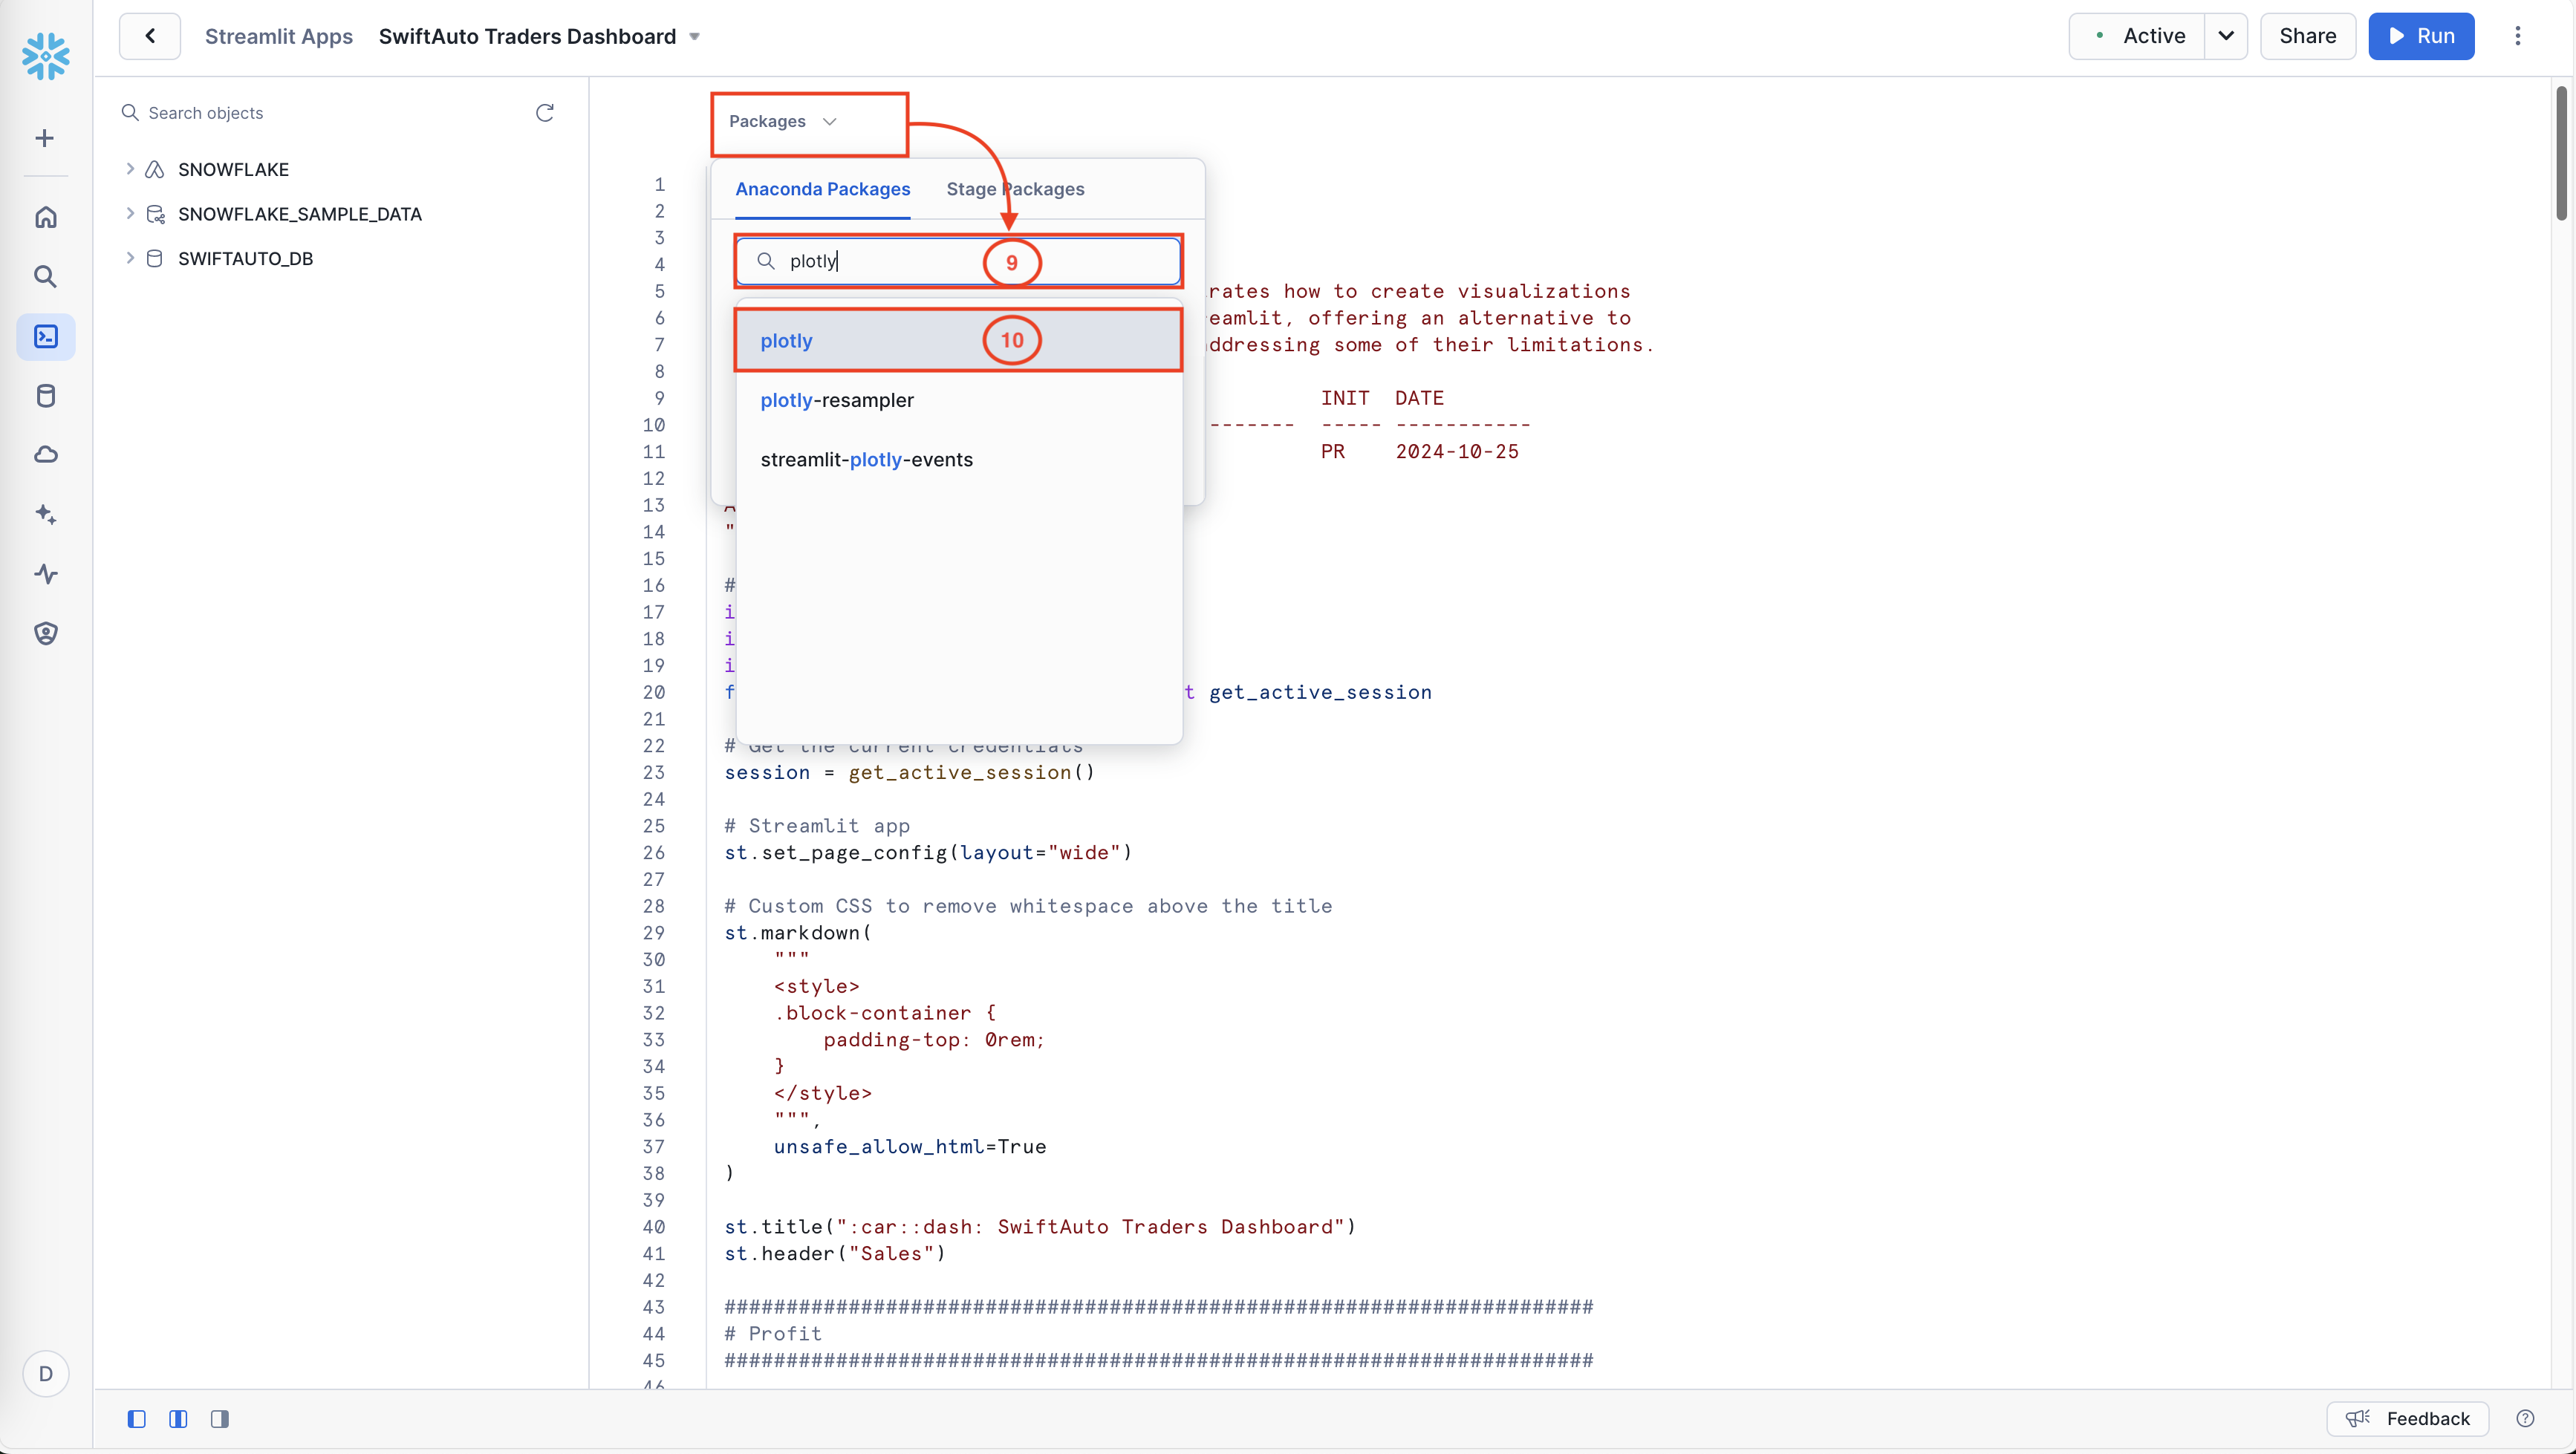 Streamlit Apps SwiftAuto Traders Dashboard
Active Share Run
Search objects
SNOWFLAKE
SNOWFLAKE_SAMPLE_DATA
SWIFTAUTO_DB
Packages
Anaconda Packages Stage Packages
plotly 9
plotly 10
plotly-resampler
streamlit-plotly-events
1
2
3
4
5 rates how to create visualizations
6 eamlit, offering an alternative to
7 ddressing some of their limitations.
8
9 INIT DATE
10 ------- ----- -----------
11 PR 2024-10-25
12
13 A
14 "
15
16 #
17 i
18 i
19 i
20 f t get_active_session
21
22 # Get the current credentials
23 session = get_active_session()
24
25 # Streamlit app
26 st.set_page_config(layout="wide")
27
28 # Custom CSS to remove whitespace above the title
29 st.markdown(
30 """
31 <style>
32 .block-container {
33 padding-top: 0rem;
34 }
35 </style>
36 """,
37 unsafe_allow_html=True
38 )
39
40 st.title(":car::dash: SwiftAuto Traders Dashboard")
41 st.header("Sales")
42
43 ######################################################################
44 # Profit
45 ######################################################################
46
D
Feedback